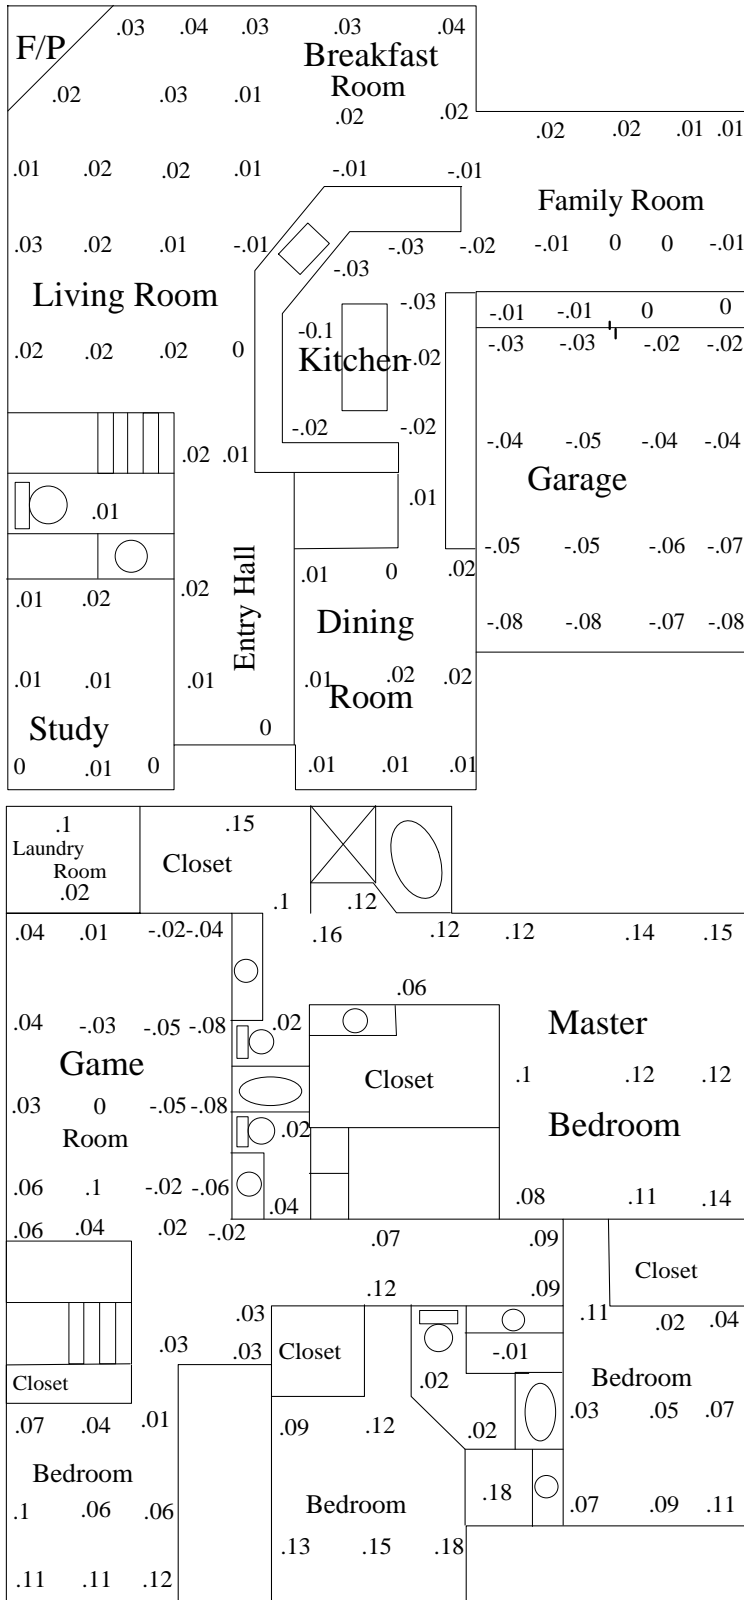 .03 .04 .03 .03 .04
F/P
Breakfast
Room
.02 .03 .01
.02 .02
.02 .02 .01 .01
.01 .02 .02 .01 -.01 -.01
Family Room
.03 .02 .01 -.01 -.03 -.02 -.01 0 0 -.01
-.03
Living Room
-.03
-.01 -.01 0 0
-0.1
.02 .02 .02 0
Kitchen
-.02
-.03 -.03 -.02 -.02
-.02 -.02
-.04 -.05 -.04 -.04
.02 .01
Garage
.01 .01
-.05 -.05 -.06 -.07
.01 0 .02
.01 .02 .02
Entry Hall
Dining
-.08 -.08 -.07 -.08
.01 .01 .01 .01 .02 .02
Room
Study
0
0 .01 0 .01 .01 .01
.1 .15
Laundry
Room
Closet
.02
.1 .12
.04 .01 -.02 -.04 .16 .12 .12 .14 .15
.06
.04 -.03 -.05 -.08 .02
Master
Game
Closet
.1 .12 .12
.03 0 -.05 -.08
Room
.02
Bedroom
.06 .1 -.02 -.06 .04
.08 .11 .14
.06 .04 .02 -.02 .07 .09
Closet
.12 .09
.03 .11 .02 .04
.03 .03
Closet
-.01
Closet
.02
Bedroom
.07 .04 .01 .09 .12 .02 .03 .05 .07
Bedroom
.18
Bedroom
.1 .06 .06 .07 .09 .11
.13 .15 .18
.11 .11 .12